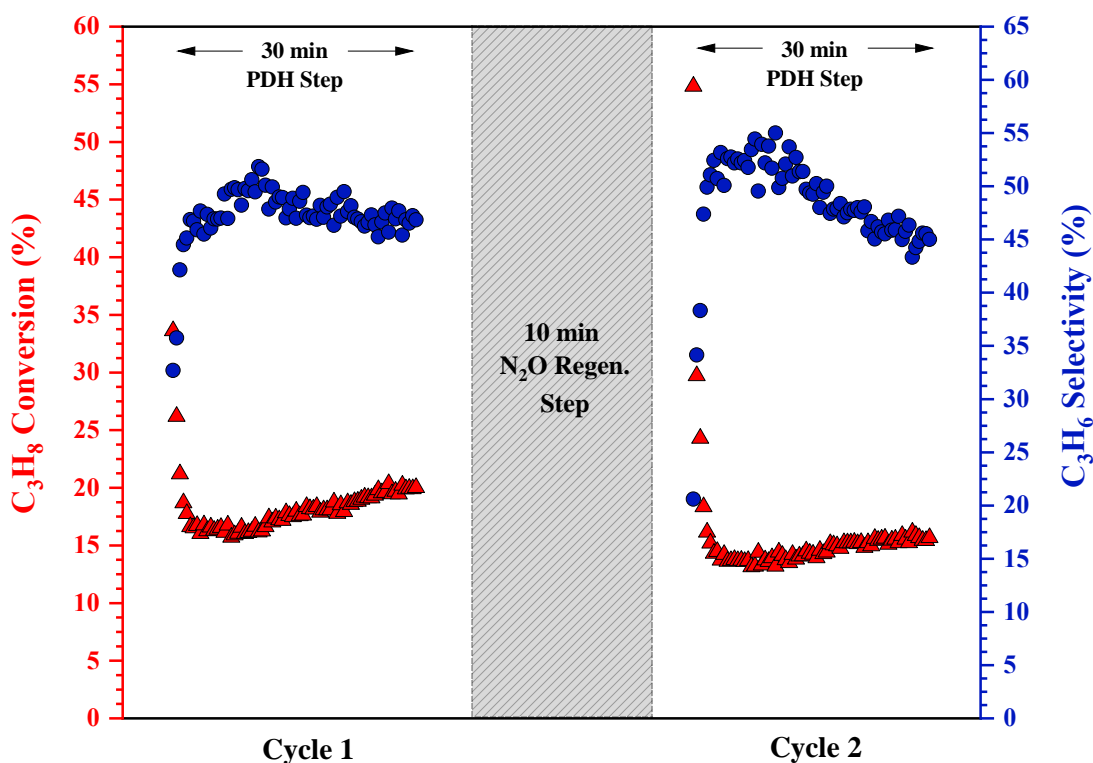 C₃H₈ Conversion (%)
60
55
50
45
40
35
30
25
20
15
10
5
0
30 min
PDH Step
10 min
N₂O Regen.
Step
30 min
PDH Step
65
60
55
50
45
40
35
30
25
20
15
10
5
0
C₃H₆ Selectivity (%)
Cycle 1
Cycle 2